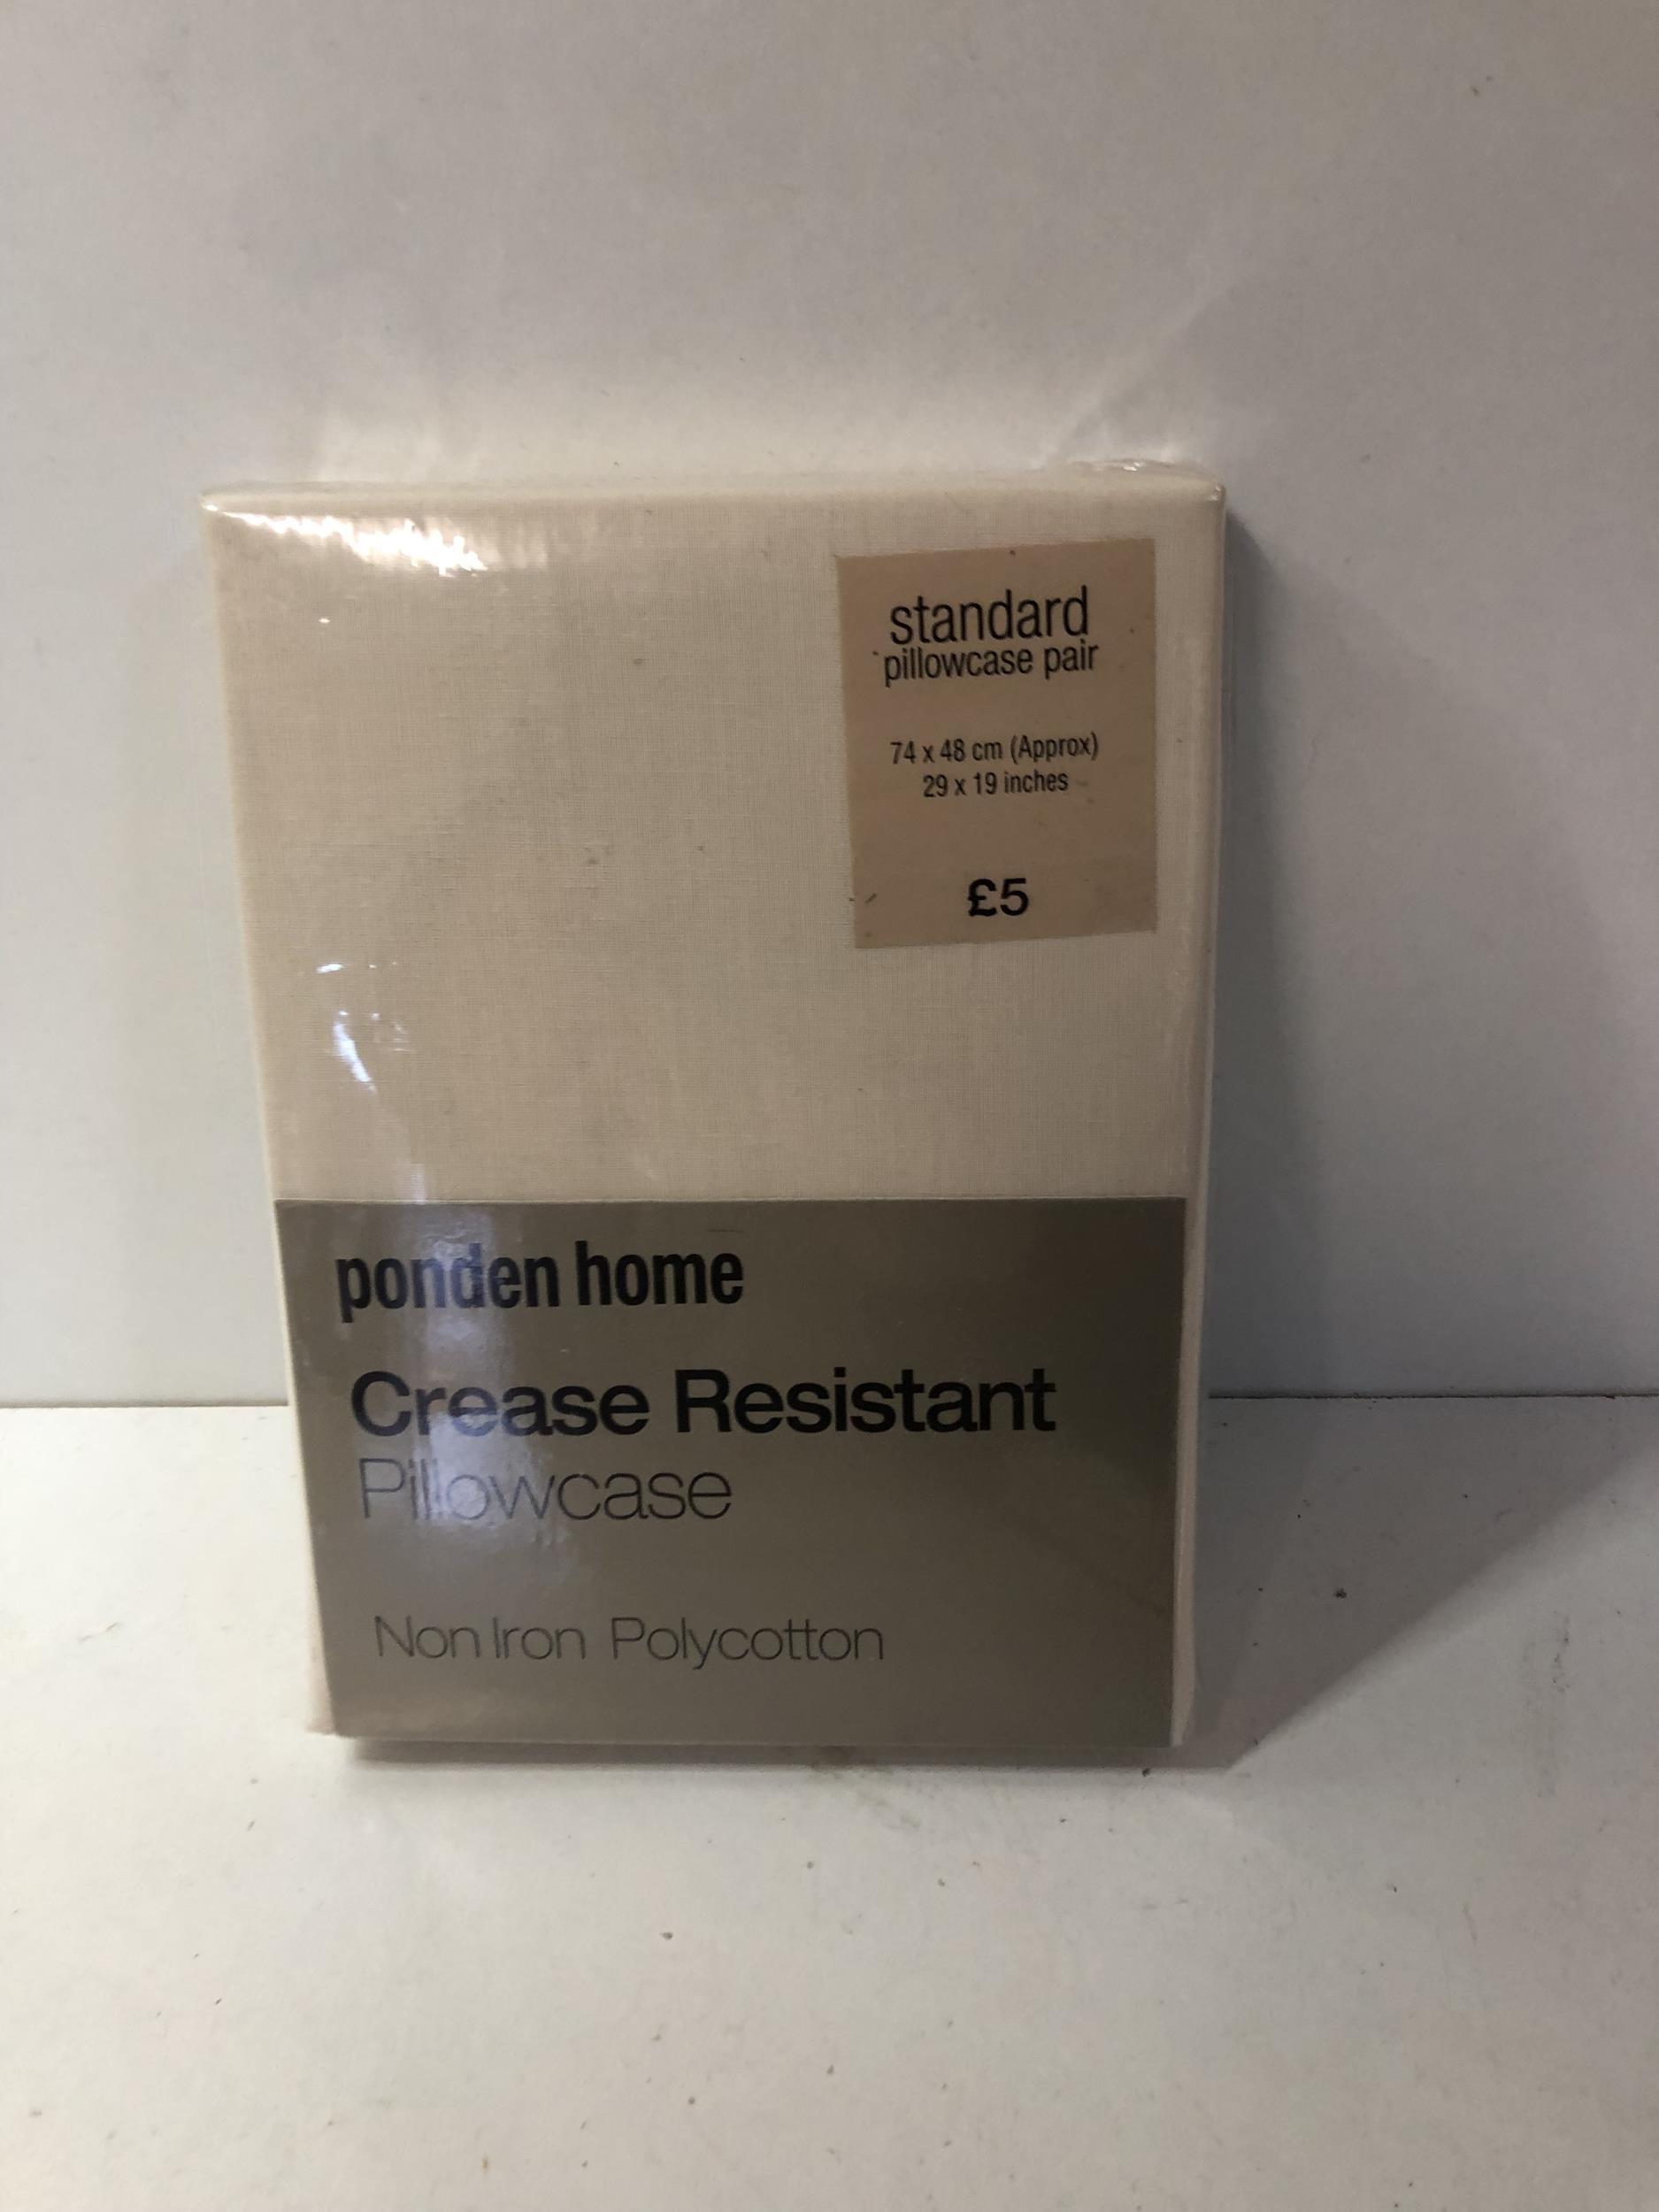 standard
pillowcase pair
74 x 48 cm (Approx)
29 x 19 inches
£5
ponden home
Crease Resistant
Pillowcase
Non Iron Polycotton